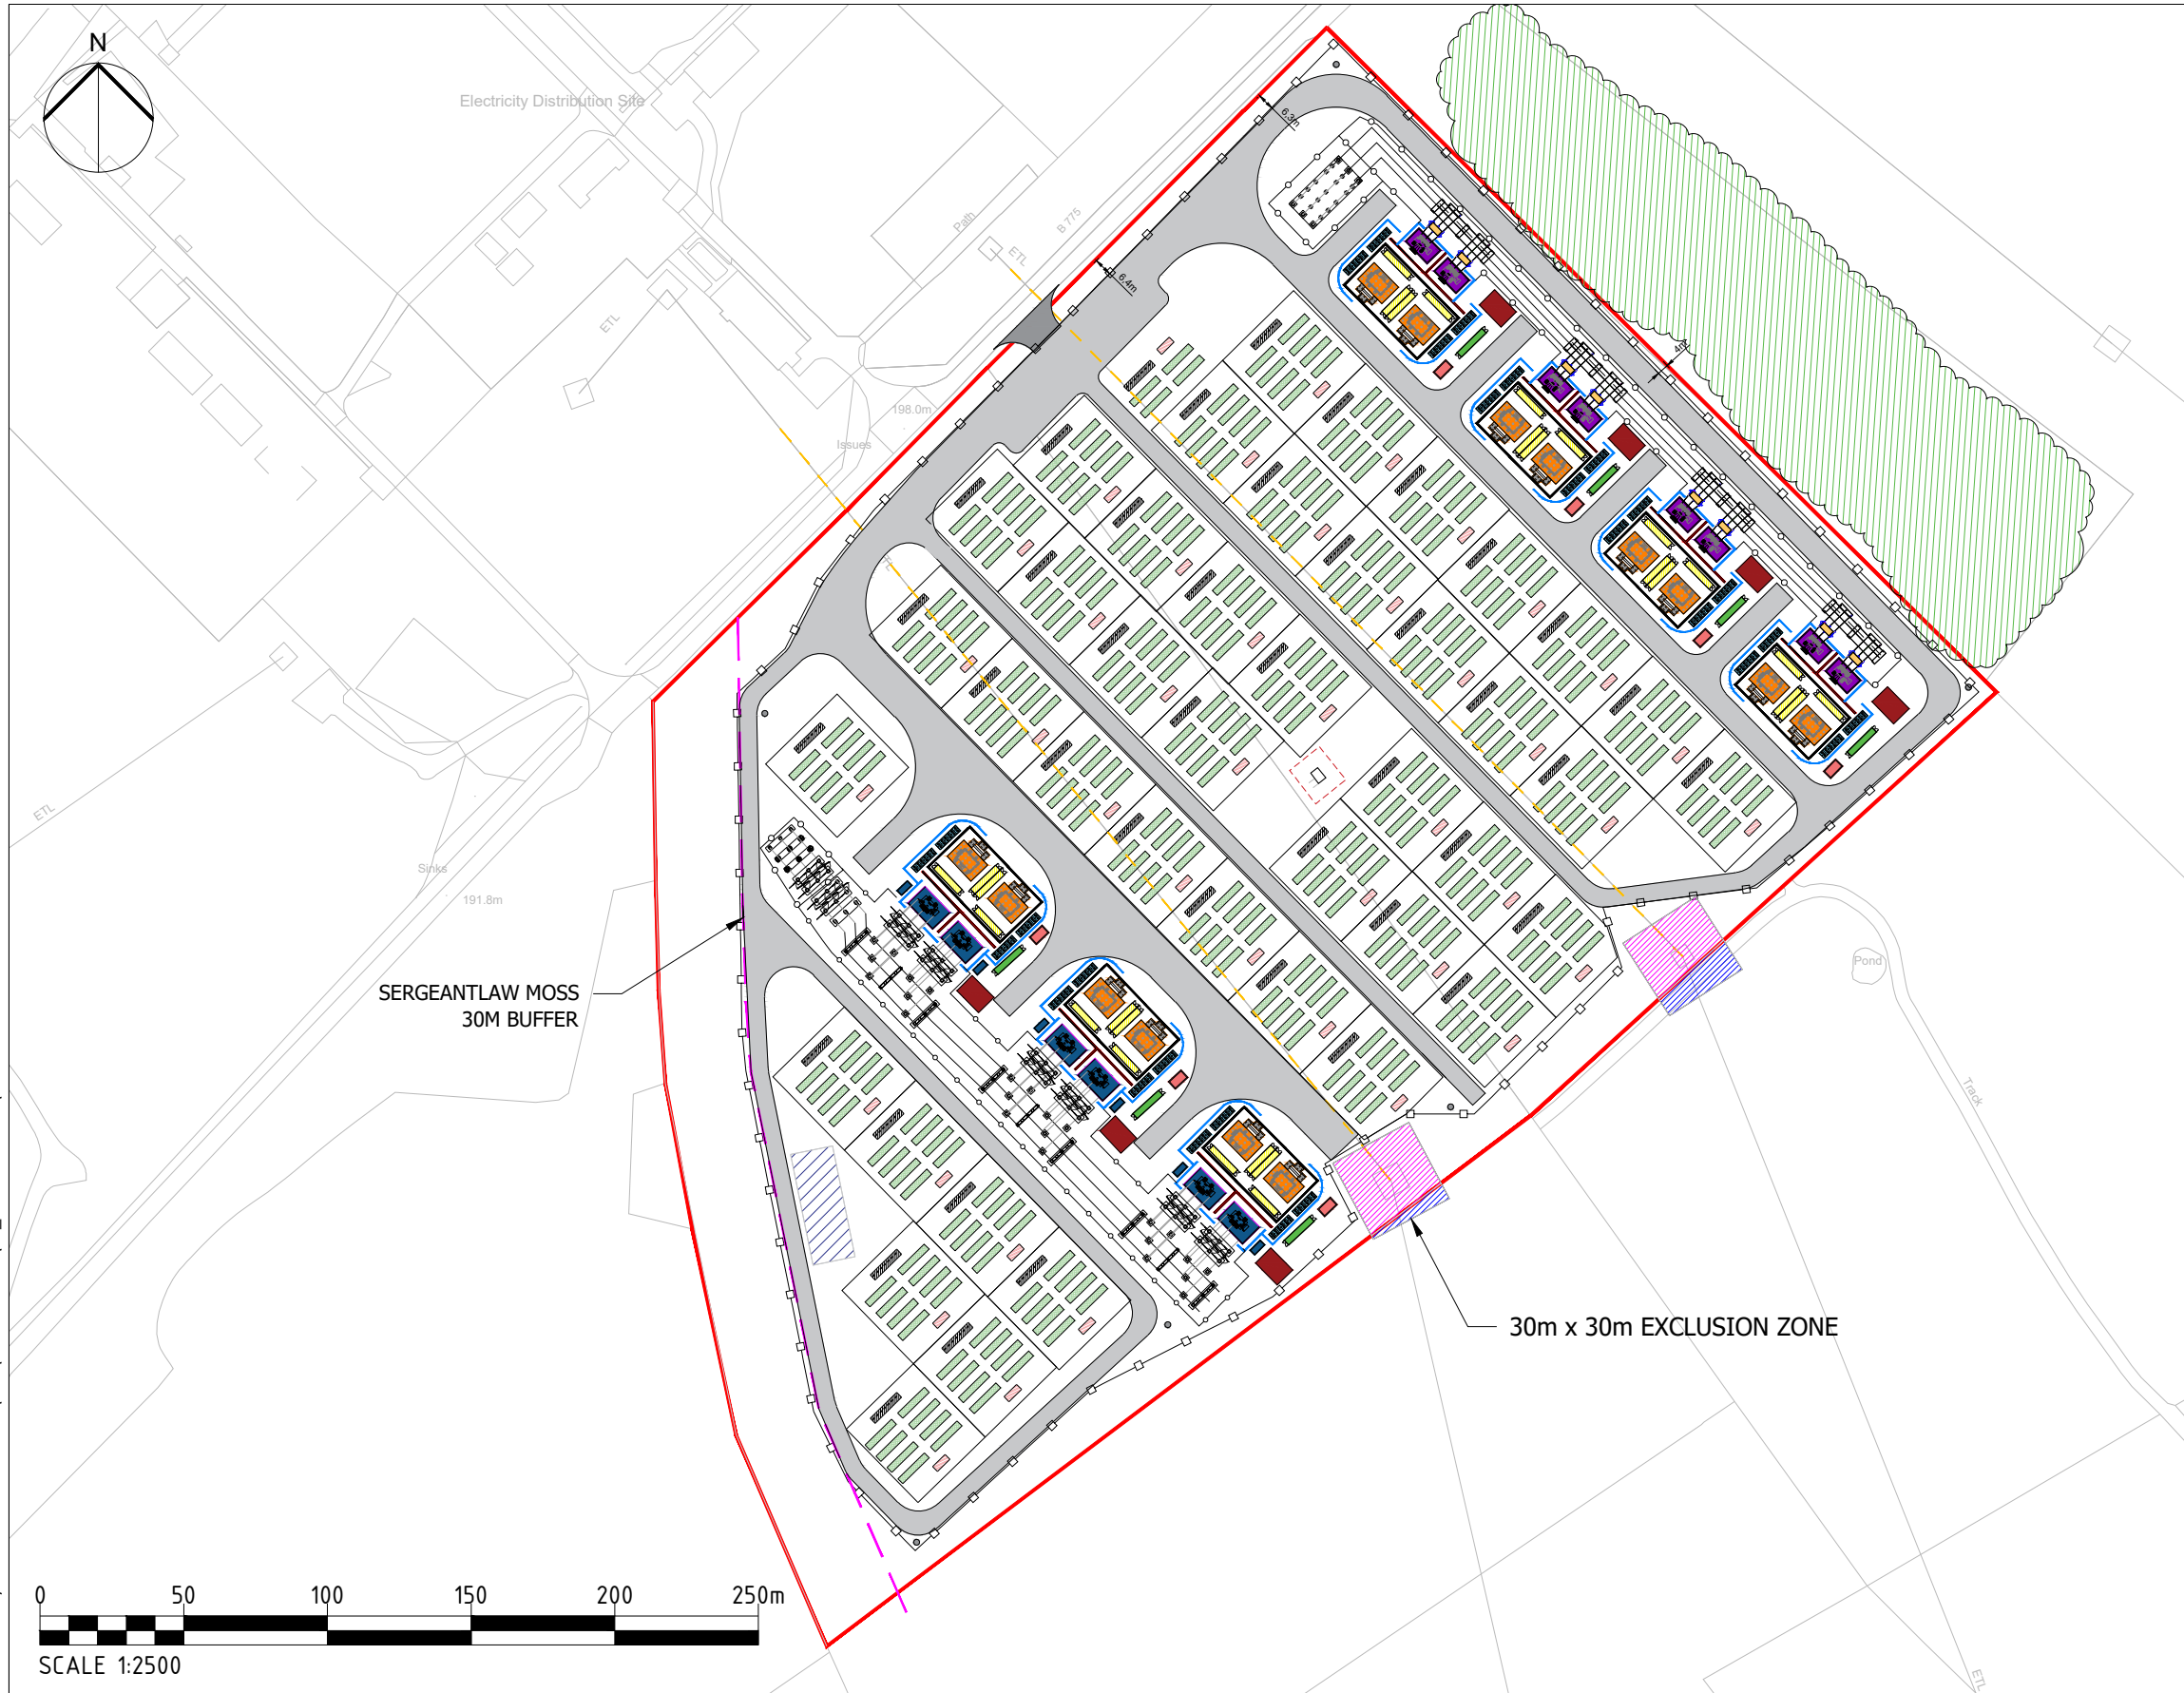 N
Electricity Distribution Site
6.3m
Path
B 775
ETL
6.4m
ETL
4m
198.0m
Issues
TL
ETL
Sinks
191.8m
Pond
SERGEANTLAW MOSS
30M BUFFER
Track
30m x 30m EXCLUSION ZONE
0 50 100 150 200 250m
SCALE 1:2500
ETL